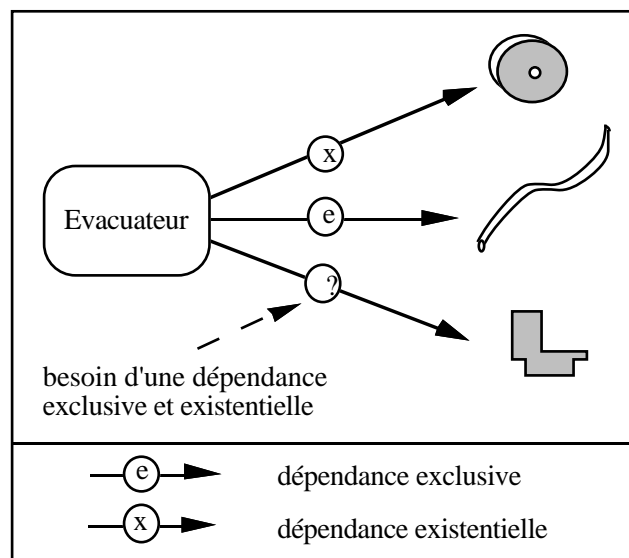 x
Evacuateur
e
?
besoin d'une dépendance
exclusive et existentielle
e dépendance exclusive
x dépendance existentielle